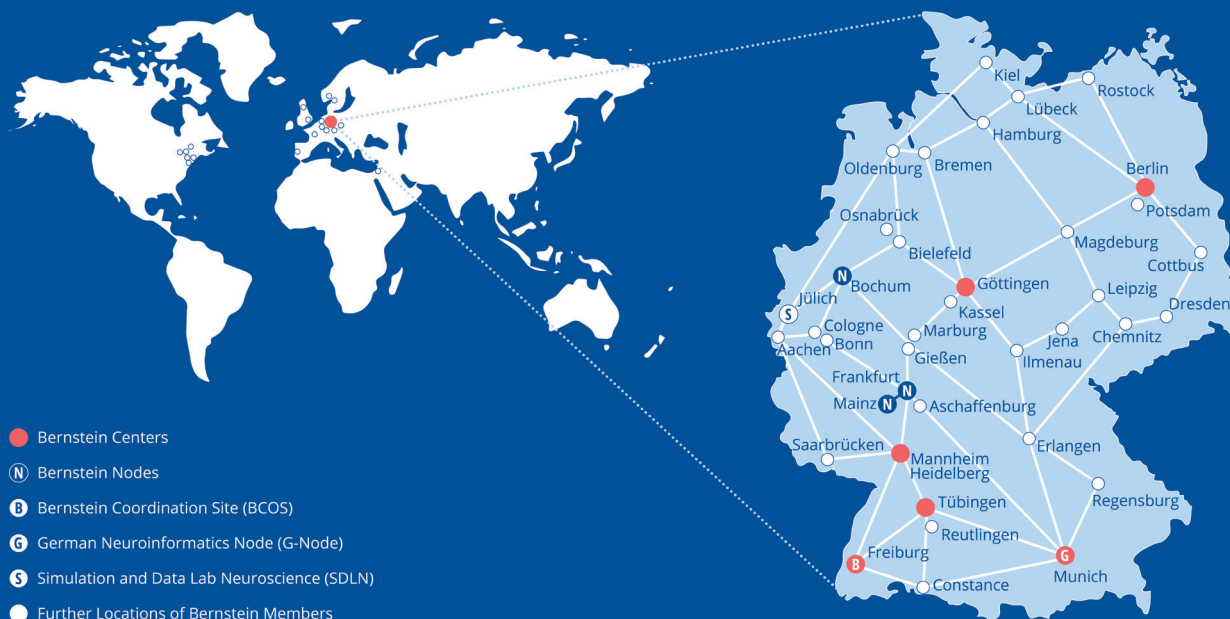 Kiel
Rostock
Lübeck
Hamburg
Oldenburg
Bremen
Berlin
Potsdam
Osnabrück
Magdeburg
Bielefeld
Cottbus
N
Bochum
Göttingen
Jülich
S
Leipzig
Dresden
Kassel
Cologne
Marburg
Bonn
Jena
Chemnitz
Aachen
Gießen
Ilmenau
Frankfurt
N
Mainz
N
Aschaffenburg
Bernstein Centers
Saarbrücken
Erlangen
Mannheim
Heidelberg
N Bernstein Nodes
Regensburg
Tübingen
B Bernstein Coordination Site (BCOS)
Reutlingen
G German Neuroinformatics Node (G-Node)
Freiburg
B
G
Munich
S Simulation and Data Lab Neuroscience (SDLN)
Constance
Further Locations of Bernstein Members